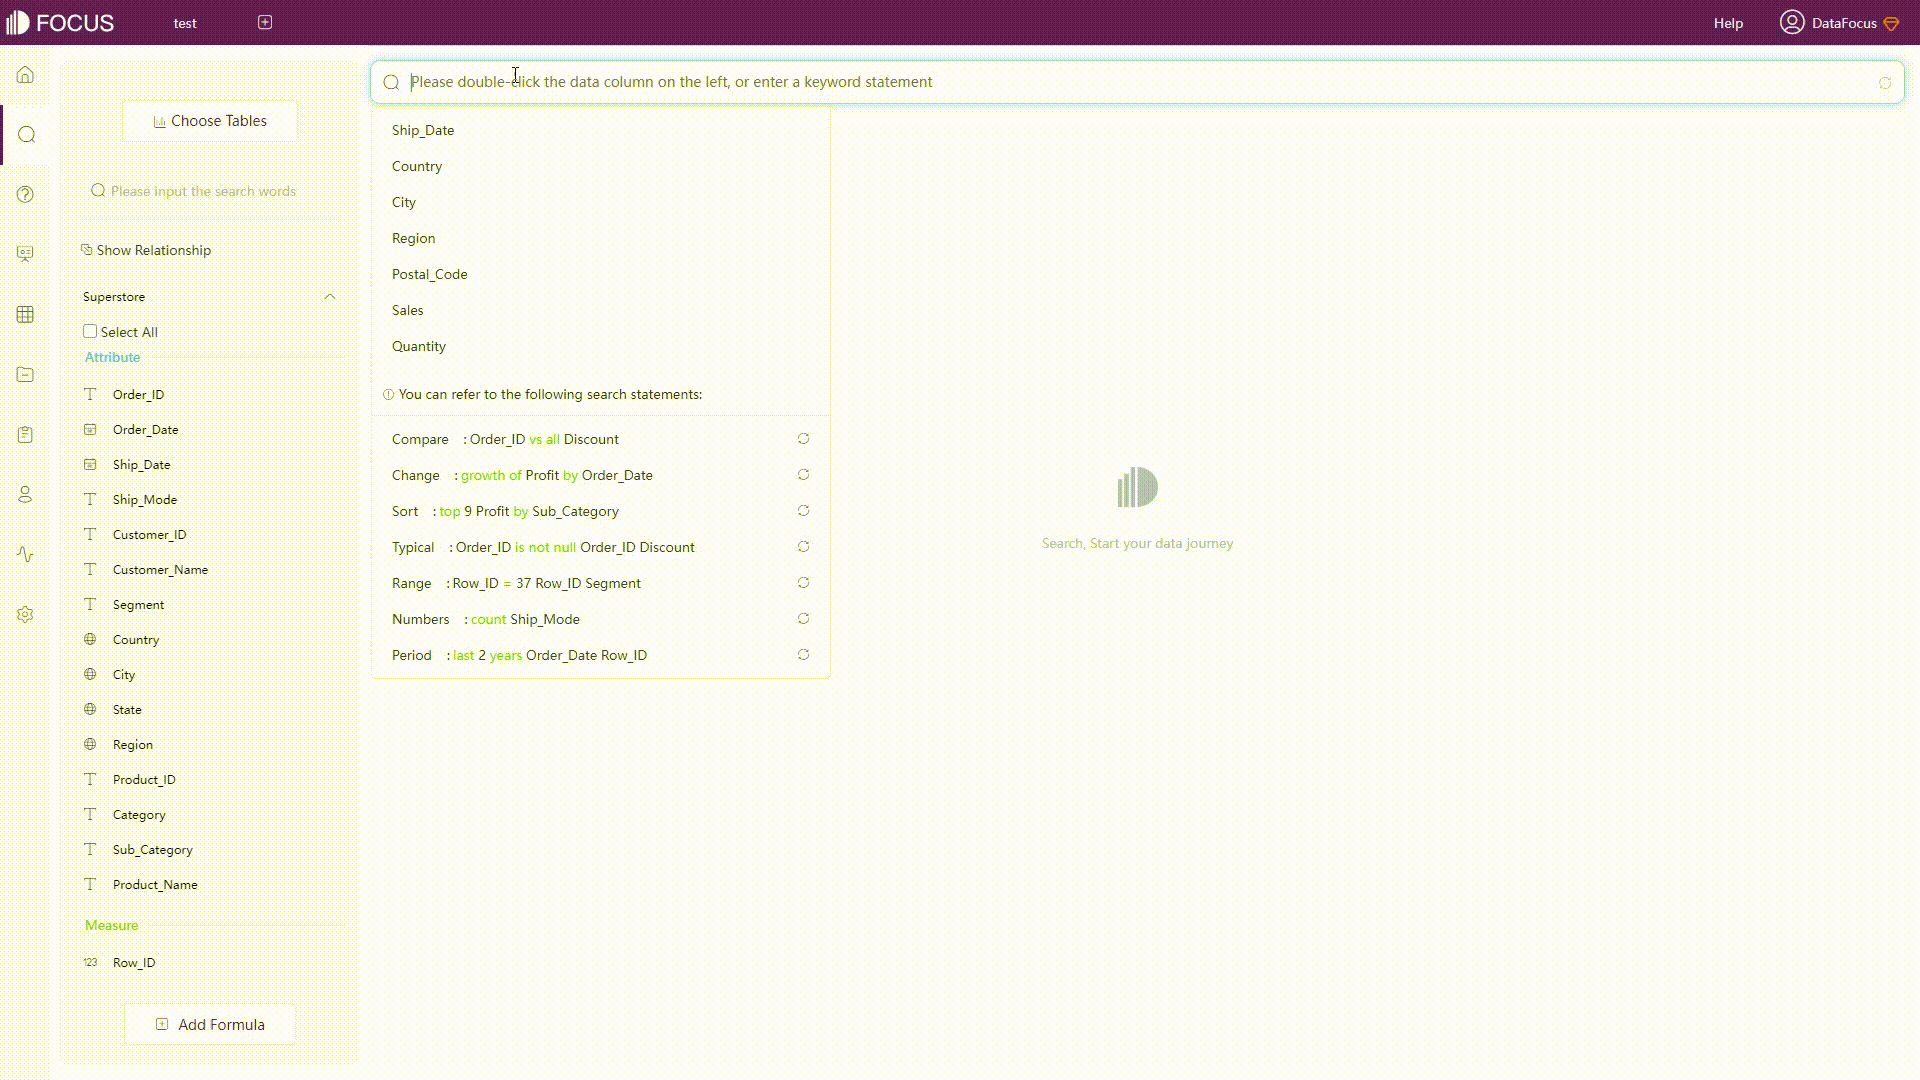 FOCUS
test
Help
DataFocus
Choose Tables
Please input the search words
Show Relationship
Superstore
Select All
Attribute
Order_ID
Order_Date
Ship_Date
Ship_Mode
Customer_ID
Customer_Name
Segment
Country
City
State
Region
Product_ID
Category
Sub_Category
Product_Name
Measure
123 Row_ID
Add Formula
Please double-click the data column on the left, or enter a keyword statement
Ship_Date
Country
City
Region
Postal_Code
Sales
Quantity
You can refer to the following search statements:
Compare : Order_ID vs all Discount
Change : growth of Profit by Order_Date
Sort : top 9 Profit by Sub_Category
Typical : Order_ID is not null Order_ID Discount
Range : Row_ID = 37 Row_ID Segment
Numbers : count Ship_Mode
Period : last 2 years Order_Date Row_ID
Search, Start your data journey